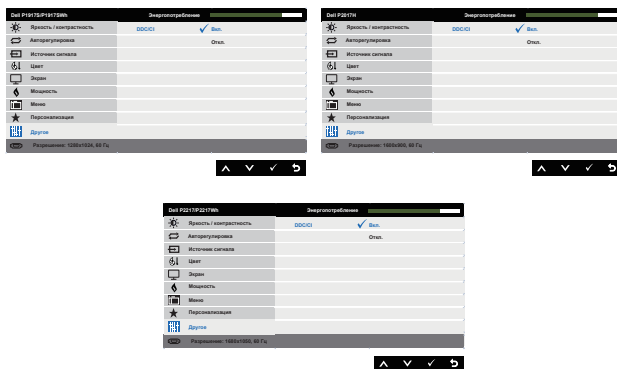 Dell P1917S/P1917SWh Энергопотребление
Яркость / контрастность DDC/CI Вкл.
Авторегулировка Откл.
Источник сигнала
Цвет
Экран
Мощность
Меню
Персонализация
Другое
Разрешение: 1280x1024, 60 Гц
Dell P2017H Энергопотребление
Яркость / контрастность DDC/CI Вкл.
Авторегулировка Откл.
Источник сигнала
Цвет
Экран
Мощность
Меню
Персонализация
Другое
Разрешение: 1600x900, 60 Гц
Dell P2217/P2217Wh Энергопотребление
Яркость / контрастность DDC/CI Вкл.
Авторегулировка Откл.
Источник сигнала
Цвет
Экран
Мощность
Меню
Персонализация
Другое
Разрешение: 1680x1050, 60 Гц